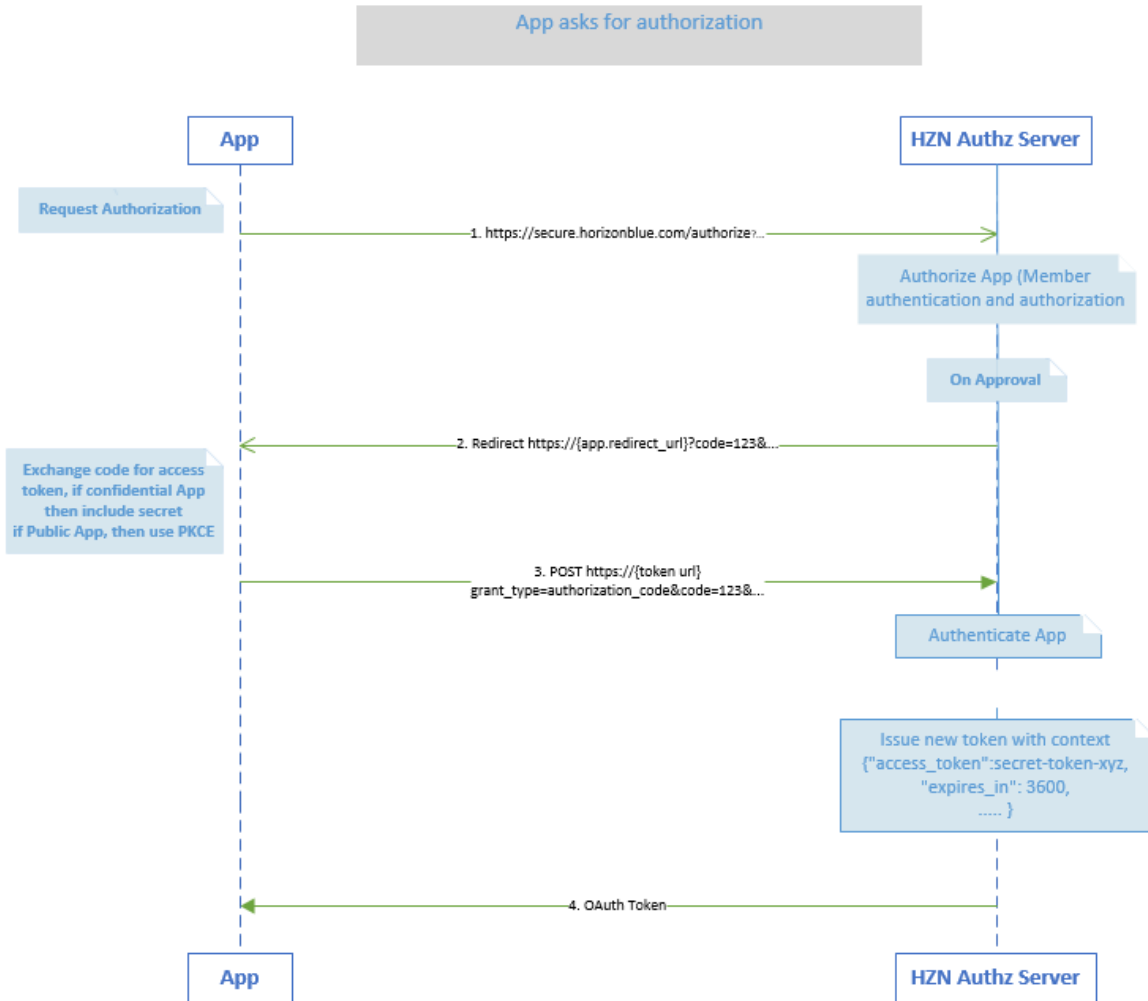 App asks for authorization
App
HZN Authz Server
Request Authorization
1. https://secure.horizonblue.com/authorize?...
Authorize App (Member
authentication and authorization
On Approval
2. Redirect https://{app.redirect_url}?code=123&...
Exchange code for access
token, if confidential App
then include secret
if Public App, then use PKCE
3. POST https://{token url}
grant_type=authorization_code&code=123&...
Authenticate App
Issue new token with context
{"access_token":secret-token-xyz,
"expires_in": 3600,
..... }
4. OAuth Token
App
HZN Authz Server